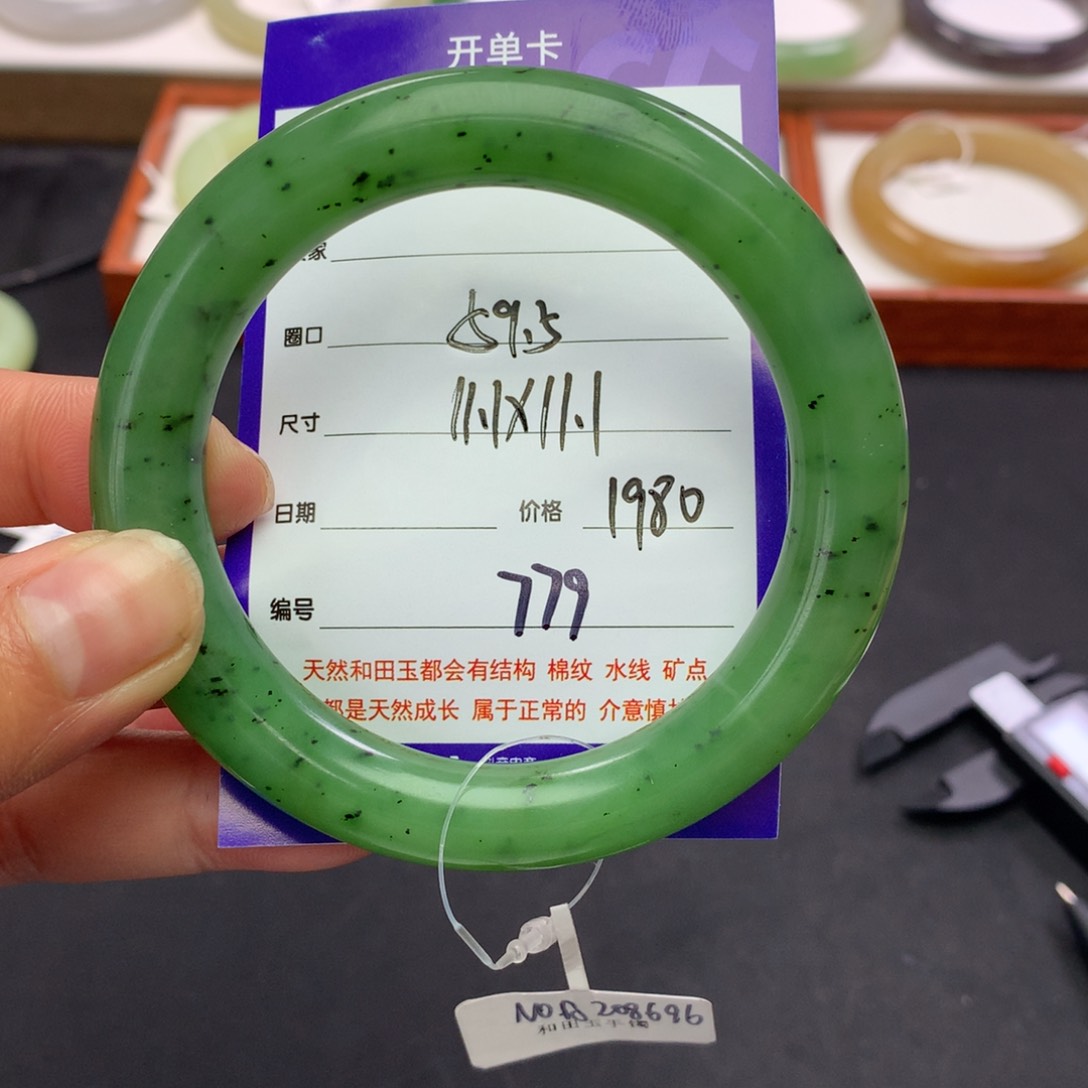 开单卡
家
圈口 59.5
尺寸 11.1X11.1
日期 价格 1980
编号 779
天然和田玉都会有结构 棉纹 水线 矿点
都是天然成长 属于正常的 介意慎
和田玉手镯